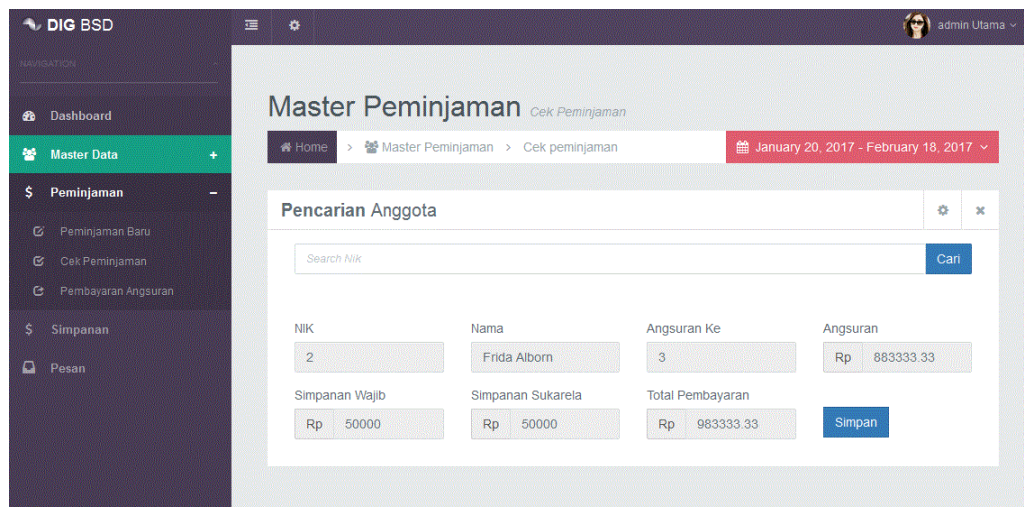 DIG BSD
admin Utama
NAVIGATION
Dashboard
Master Data +
Peminjaman −
Peminjaman Baru
Cek Peminjaman
Pembayaran Angsuran
Simpanan
Pesan
Master Peminjaman Cek Peminjaman
Home > Master Peminjaman > Cek peminjaman
January 20, 2017 - February 18, 2017
Pencarian Anggota
Search Nik
Cari
NIK Nama Angsuran Ke Angsuran
2 Frida Alborn 3 Rp 883333.33
Simpanan Wajib Simpanan Sukarela Total Pembayaran
Rp 50000 Rp 50000 Rp 983333.33 Simpan